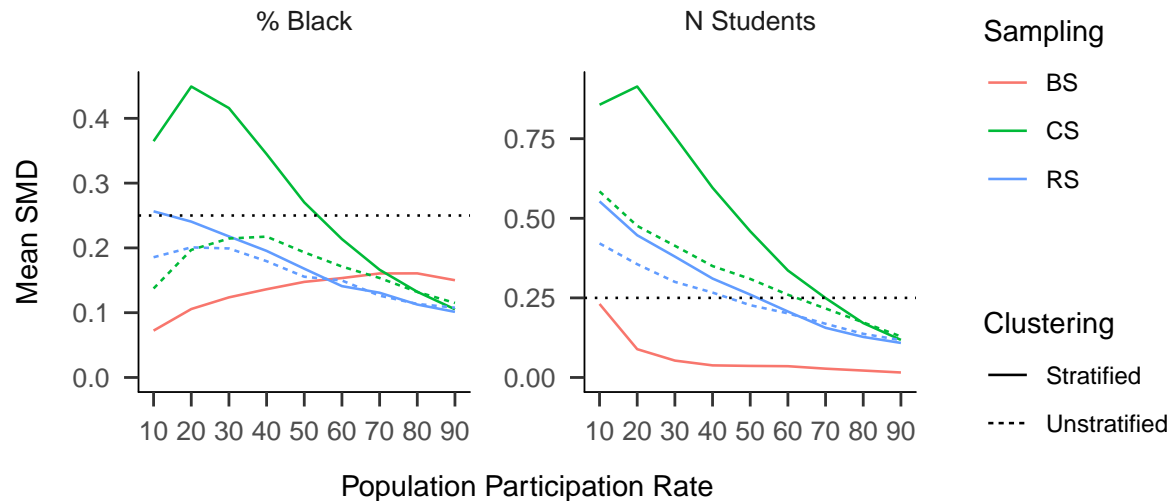 % Black
N Students
Mean SMD
0.4
0.3
0.2
0.1
0.0
10 20 30 40 50 60 70 80 90
0.75
0.50
0.25
0.00
10 20 30 40 50 60 70 80 90
Population Participation Rate
Sampling
BS
CS
RS
Clustering
Stratified
Unstratified